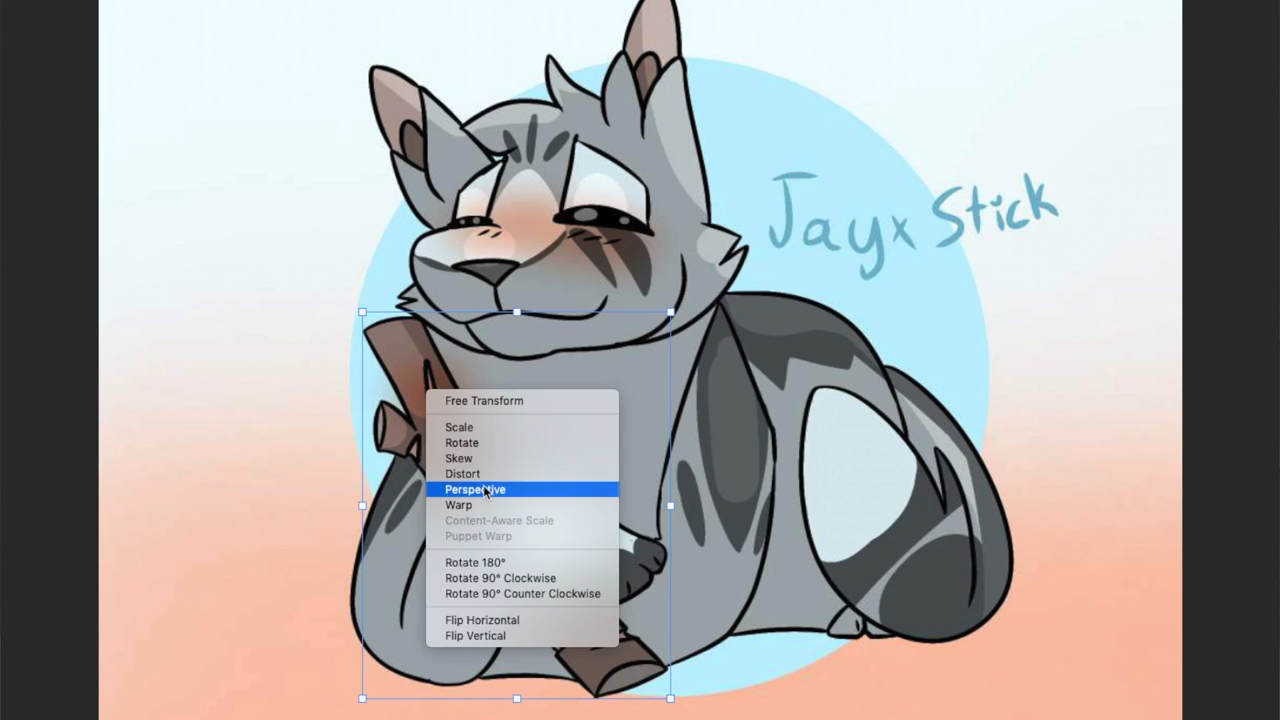 Jayx Stick
Free Transform
Scale
Rotate
Skew
Distort
Perspective
Warp
Content-Aware Scale
Puppet Warp
Rotate 180°
Rotate 90° Clockwise
Rotate 90° Counter Clockwise
Flip Horizontal
Flip Vertical